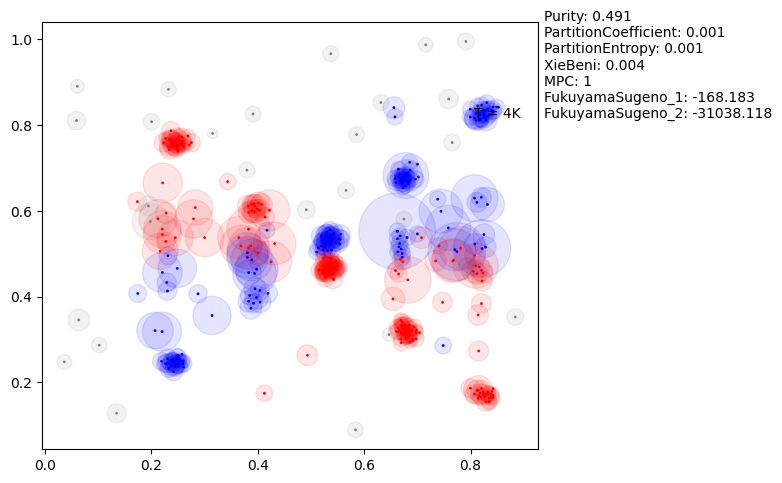 Purity: 0.491
PartitionCoefficient: 0.001
PartitionEntropy: 0.001
XieBeni: 0.004
MPC: 1
FukuyamaSugeno_1: -168.183
FukuyamaSugeno_2: -31038.118
T = 4K
1.0
0.8
0.6
0.4
0.2
0.0 0.2 0.4 0.6 0.8